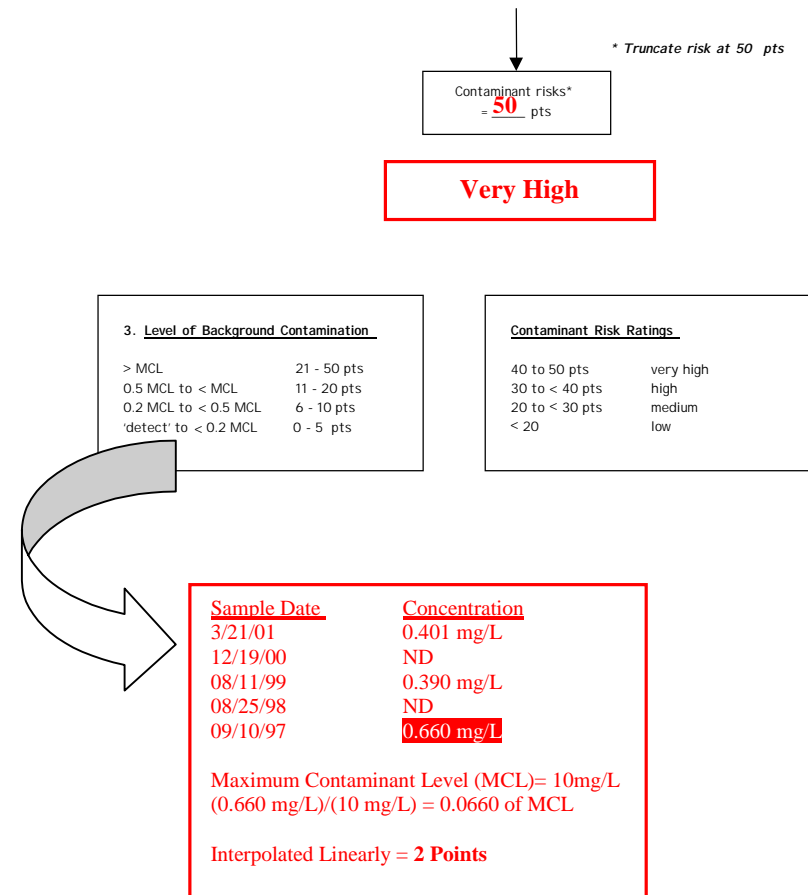 * Truncate risk at 50 pts
Contaminant risks*
= 50 pts
Very High
3. Level of Background Contamination
> MCL 21 - 50 pts
0.5 MCL to < MCL 11 - 20 pts
0.2 MCL to < 0.5 MCL 6 - 10 pts
'detect' to < 0.2 MCL 0 - 5 pts
Contaminant Risk Ratings
40 to 50 pts very high
30 to < 40 pts high
20 to < 30 pts medium
< 20 low
Sample Date Concentration
3/21/01 0.401 mg/L
12/19/00 ND
08/11/99 0.390 mg/L
08/25/98 ND
09/10/97 0.660 mg/L
Maximum Contaminant Level (MCL)= 10mg/L
(0.660 mg/L)/(10 mg/L) = 0.0660 of MCL
Interpolated Linearly = 2 Points